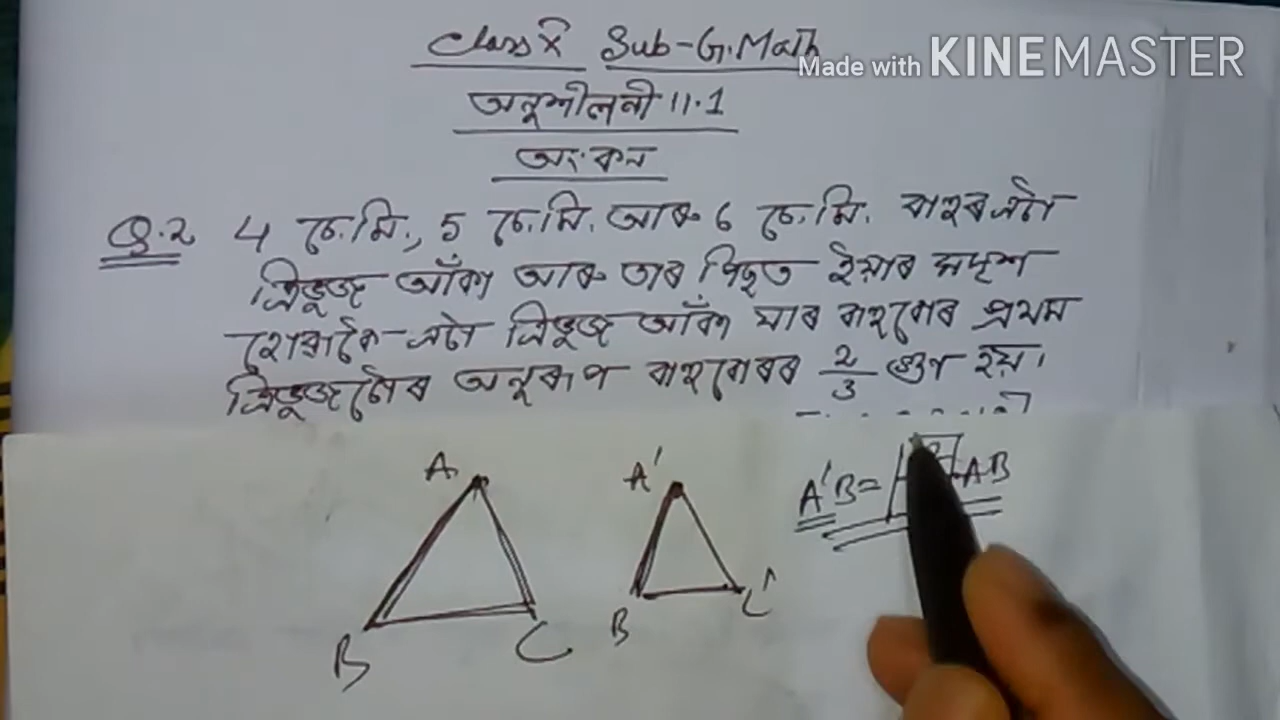 Class X Sub-G.Math
Made with KINEMASTER
অনুশীলনী 11.1
অংকন
Q.2 4 চে.মি., 5 চে.মি. আৰু 6 চে.মি. বাহুৰ এটা
ত্ৰিভূজ আঁকা আৰু তাৰ পিছত ইয়াৰ সদৃশ
হোৱাকৈ এটা ত্ৰিভূজ আঁকা যাৰ বাহুবোৰ প্ৰথম
ত্ৰিভূজটোৰ অনুৰূপ বাহুবোৰৰ 2/3 গুণ হয়।
A A' A'B= AB
B C B C'